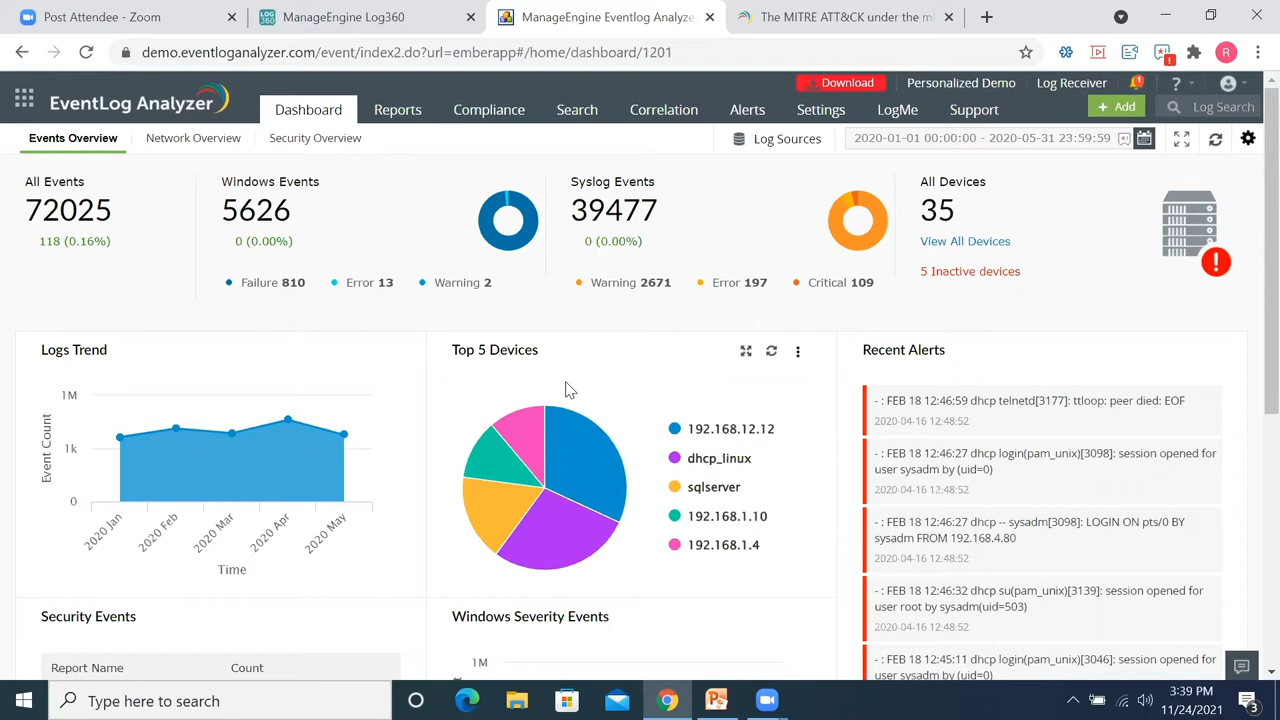 Post Attendee - Zoom
ManageEngine Log360
ManageEngine Eventlog Analyze
The MITRE ATT&CK under the m
demo.eventloganalyzer.com/event/index2.do?url=emberapp#/home/dashboard/1201
R
Download
Personalized Demo
Log Receiver
1
?
EventLog Analyzer
Dashboard
Reports
Compliance
Search
Correlation
Alerts
Settings
LogMe
Support
+ Add
Log Search
Events Overview
Network Overview
Security Overview
Log Sources
2020-01-01 00:00:00 - 2020-05-31 23:59:59
All Events
72025
118 (0.16%)
Windows Events
5626
0 (0.00%)
Failure 810
Error 13
Warning 2
Syslog Events
39477
0 (0.00%)
Warning 2671
Error 197
Critical 109
All Devices
35
View All Devices
5 Inactive devices
!
Logs Trend
1M
1k
0
Event Count
2020 Jan
2020 Feb
2020 Mar
2020 Apr
2020 May
Time
Top 5 Devices
192.168.12.12
dhcp_linux
sqlserver
192.168.1.10
192.168.1.4
Recent Alerts
- : FEB 18 12:46:59 dhcp telnetd[3177]: ttloop: peer died: EOF
2020-04-16 12:48:52
- : FEB 18 12:46:27 dhcp login(pam_unix)[3098]: session opened for
user sysadm by (uid=0)
2020-04-16 12:48:52
- : FEB 18 12:46:27 dhcp -- sysadm[3098]: LOGIN ON pts/0 BY
sysadm FROM 192.168.4.80
2020-04-16 12:48:52
- : FEB 18 12:46:32 dhcp su(pam_unix)[3139]: session opened for
user root by sysadm(uid=503)
2020-04-16 12:48:52
- : FEB 18 12:45:11 dhcp login(pam_unix)[3046]: session opened for
user sysadm by (uid=0)
Security Events
Report Name
Count
Windows Severity Events
1M
Type here to search
3:39 PM
11/24/2021
3